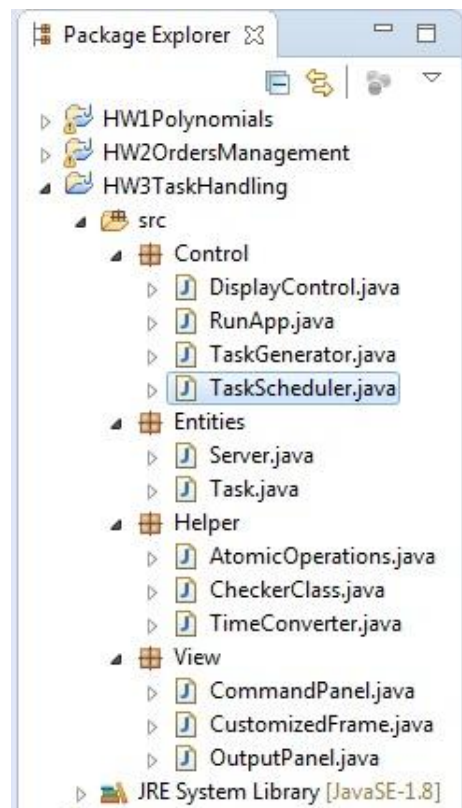 Package Explorer
HW1Polynomials
HW2OrdersManagement
HW3TaskHandling
src
Control
DisplayControl.java
RunApp.java
TaskGenerator.java
TaskScheduler.java
Entities
Server.java
Task.java
Helper
AtomicOperations.java
CheckerClass.java
TimeConverter.java
View
CommandPanel.java
CustomizedFrame.java
OutputPanel.java
JRE System Library [JavaSE-1.8]